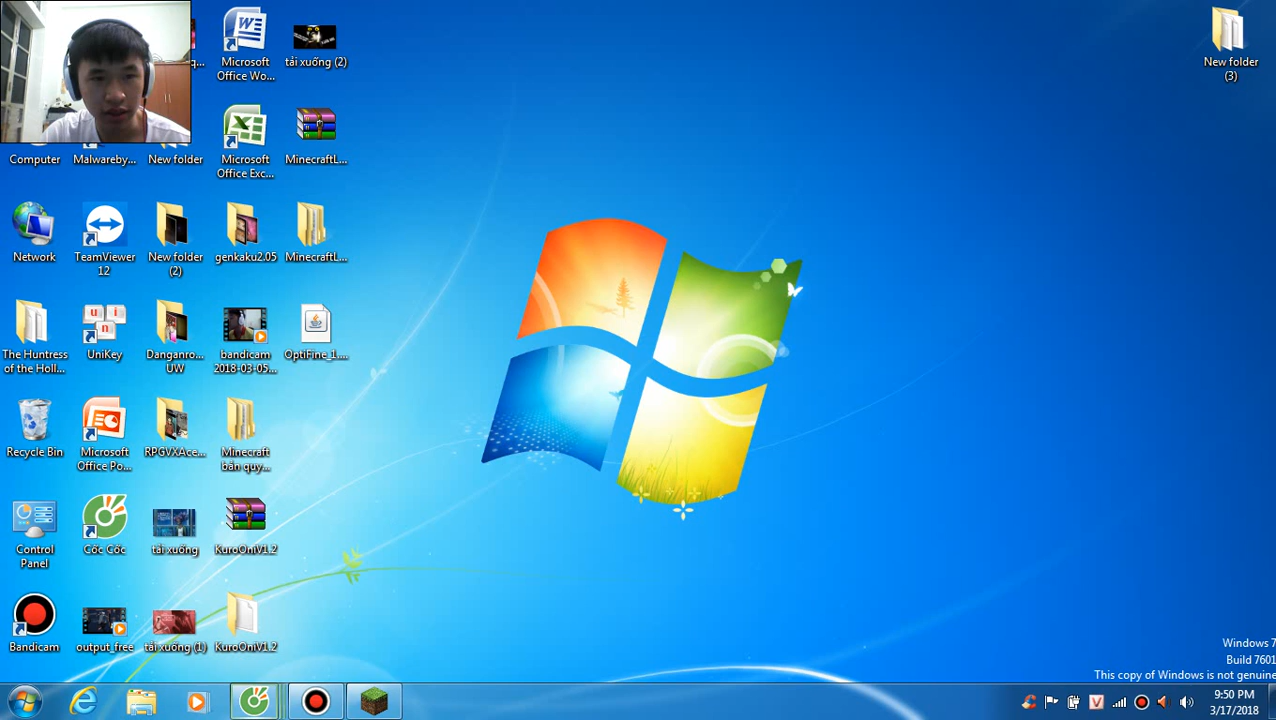 Computer
Network
The Huntress
of the Holl...
Recycle Bin
Control
Panel
Bandicam
Malwareby...
TeamViewer
12
UniKey
Microsoft
Office Po...
Cốc Cốc
output_free
New folder
New folder
(2)
Danganro...
UW
RPGVXAce...
tải xuống
tải xuống (1)
Microsoft
Office Wo...
Microsoft
Office Exc...
genkaku2.05
bandicam
2018-03-05...
Minecraft
bản quy...
KuroOniV1.2
KuroOniV1.2
tải xuống (2)
MinecraftL...
MinecraftL...
OptiFine_1....
New folder
(3)
Windows 7
Build 7601
This copy of Windows is not genuine
9:50 PM
3/17/2018